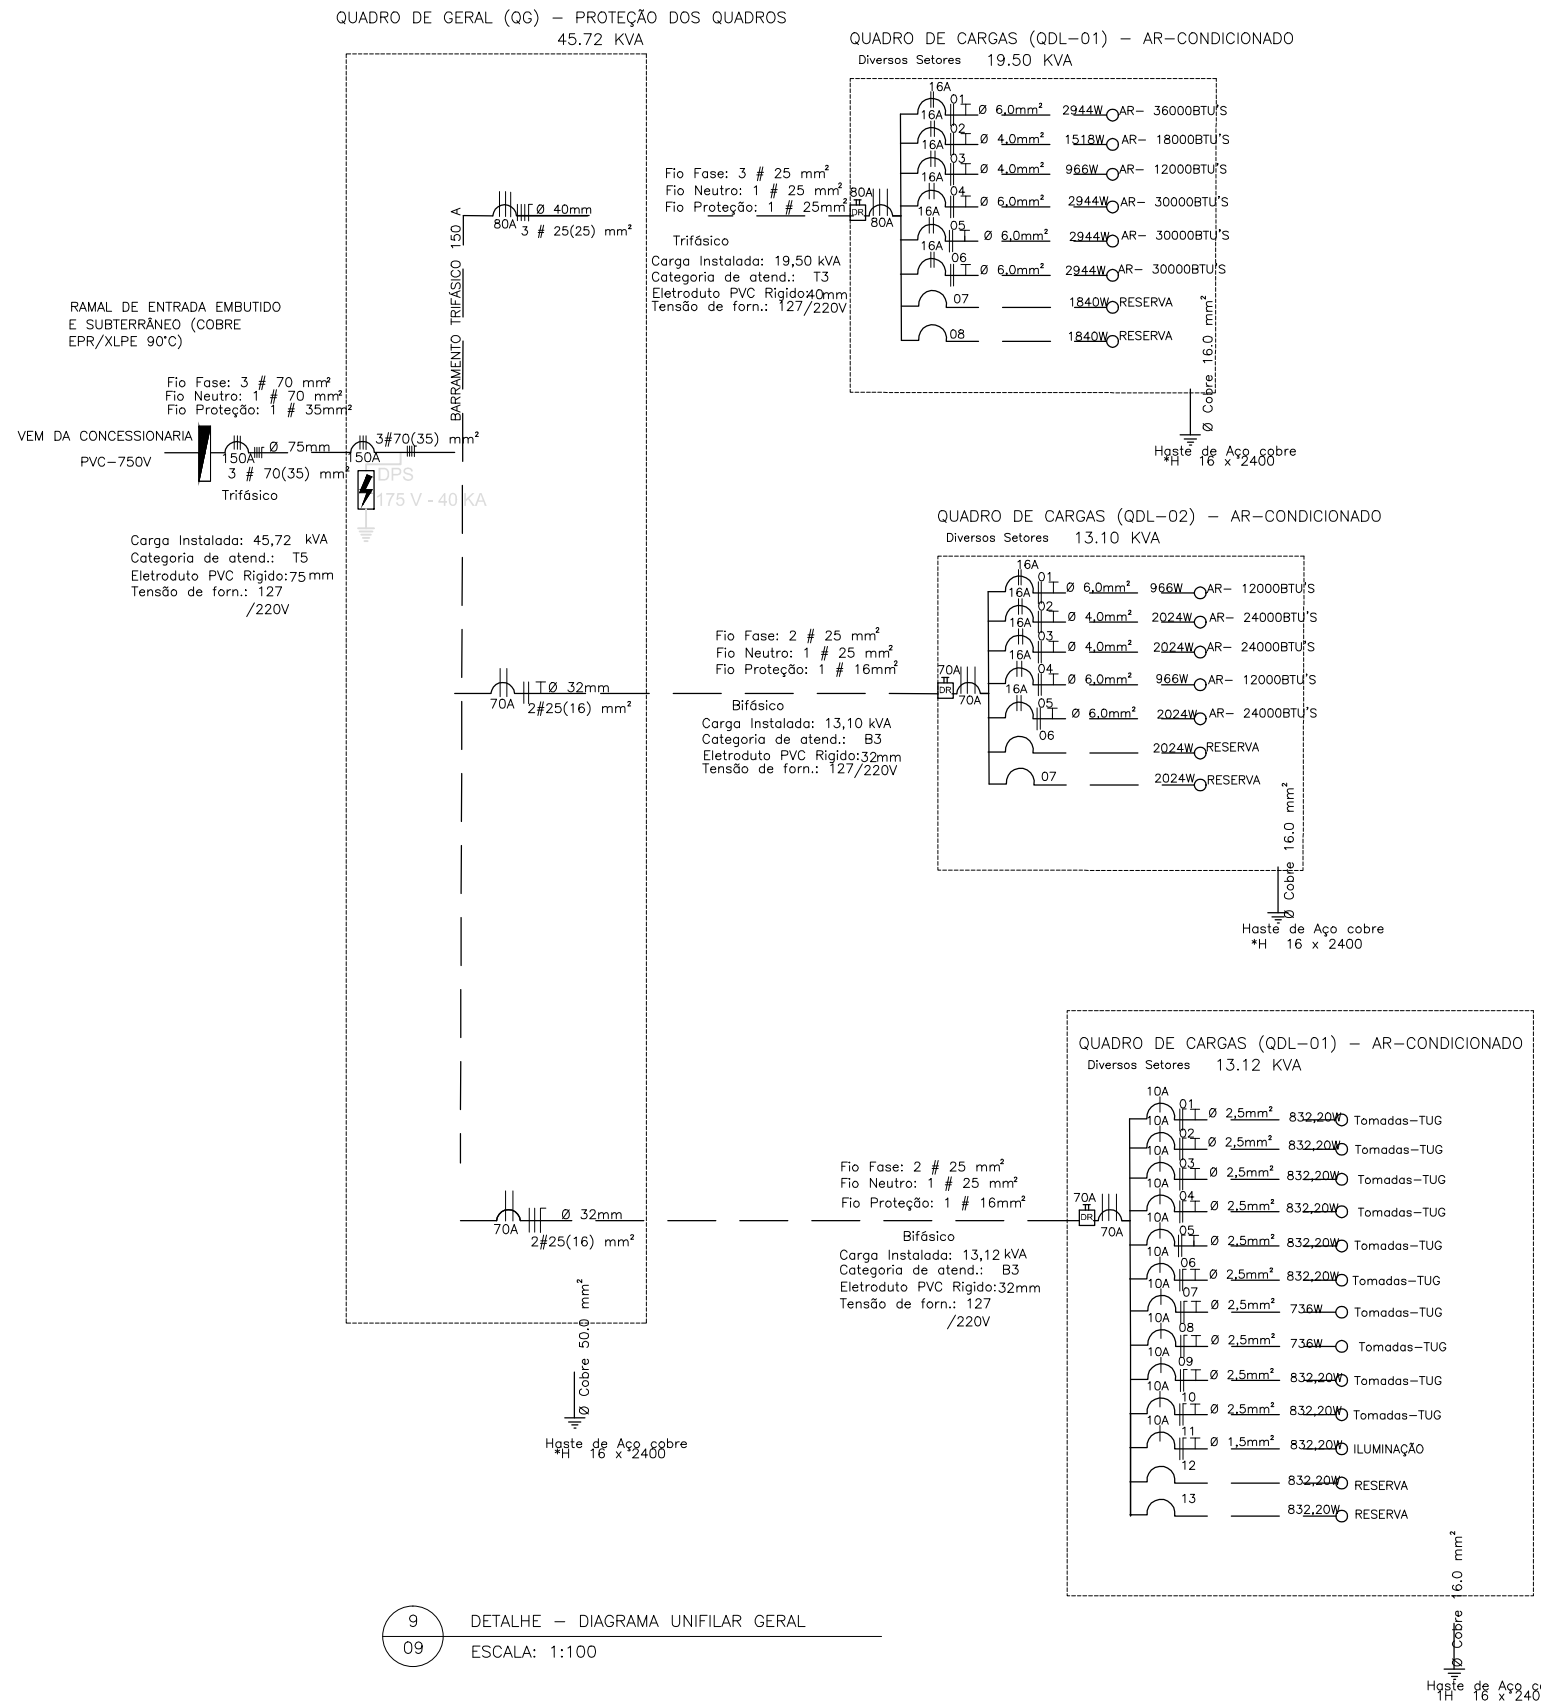 QUADRO DE GERAL (QG) – PROTEÇÃO DOS QUADROS
45.72 KVA
BARRAMENTO TRIFÁSICO 150 A
80A
Ø 40mm
3 # 25(25) mm²
RAMAL DE ENTRADA EMBUTIDO
E SUBTERRÂNEO (COBRE
EPR/XLPE 90°C)
Fio Fase: 3 # 70 mm²
Fio Neutro: 1 # 70 mm²
Fio Proteção: 1 # 35mm²
VEM DA CONCESSIONARIA
PVC-750V
150A
Ø 75mm
3 # 70(35) mm²
Trifásico
150A
3#70(35) mm²
DPS
175 V - 40 KA
Carga Instalada: 45,72 kVA
Categoria de atend.: T5
Eletroduto PVC Rigido:75mm
Tensão de forn.: 127
/220V
70A
Ø 32mm
2#25(16) mm²
70A
Ø 32mm
2#25(16) mm²
Ø Cobre 50.0 mm²
Haste de Aço cobre
*H 16 x 2400
Fio Fase: 3 # 25 mm²
Fio Neutro: 1 # 25 mm²
Fio Proteção: 1 # 25mm²
Trifásico
Carga Instalada: 19,50 kVA
Categoria de atend.: T3
Eletroduto PVC Rigido:40mm
Tensão de forn.: 127/220V
QUADRO DE CARGAS (QDL-01) – AR-CONDICIONADO
Diversos Setores 19.50 KVA
80A
DR
80A
16A 01 Ø 6,0mm² 2944W AR- 36000BTU'S
16A 02 Ø 4,0mm² 1518W AR- 18000BTU'S
16A 03 Ø 4,0mm² 966W AR- 12000BTU'S
16A 04 Ø 6,0mm² 2944W AR- 30000BTU'S
16A 05 Ø 6,0mm² 2944W AR- 30000BTU'S
16A 06 Ø 6,0mm² 2944W AR- 30000BTU'S
07 1840W RESERVA
08 1840W RESERVA
Ø Cobre 16.0 mm²
Haste de Aço cobre
*H 16 x 2400
Fio Fase: 2 # 25 mm²
Fio Neutro: 1 # 25 mm²
Fio Proteção: 1 # 16mm²
Bifásico
Carga Instalada: 13,10 kVA
Categoria de atend.: B3
Eletroduto PVC Rigido:32mm
Tensão de forn.: 127/220V
QUADRO DE CARGAS (QDL-02) – AR-CONDICIONADO
Diversos Setores 13.10 KVA
70A
DR
70A
16A 01 Ø 6,0mm² 966W AR- 12000BTU'S
16A 02 Ø 4,0mm² 2024W AR- 24000BTU'S
16A 03 Ø 4,0mm² 2024W AR- 24000BTU'S
16A 04 Ø 6,0mm² 966W AR- 12000BTU'S
16A 05 Ø 6,0mm² 2024W AR- 24000BTU'S
06 2024W RESERVA
07 2024W RESERVA
Ø Cobre 16.0 mm²
Haste de Aço cobre
*H 16 x 2400
Fio Fase: 2 # 25 mm²
Fio Neutro: 1 # 25 mm²
Fio Proteção: 1 # 16mm²
Bifásico
Carga Instalada: 13,12 kVA
Categoria de atend.: B3
Eletroduto PVC Rigido:32mm
Tensão de forn.: 127
/220V
QUADRO DE CARGAS (QDL-01) – AR-CONDICIONADO
Diversos Setores 13.12 KVA
70A
DR
70A
10A 01 Ø 2,5mm² 832,20W Tomadas-TUG
10A 02 Ø 2,5mm² 832,20W Tomadas-TUG
10A 03 Ø 2,5mm² 832,20W Tomadas-TUG
10A 04 Ø 2,5mm² 832,20W Tomadas-TUG
10A 05 Ø 2,5mm² 832,20W Tomadas-TUG
10A 06 Ø 2,5mm² 832,20W Tomadas-TUG
10A 07 Ø 2,5mm² 736W Tomadas-TUG
10A 08 Ø 2,5mm² 736W Tomadas-TUG
10A 09 Ø 2,5mm² 832,20W Tomadas-TUG
10A 10 Ø 2,5mm² 832,20W Tomadas-TUG
10A 11 Ø 1,5mm² 832,20W ILUMINAÇÃO
12 832,20W RESERVA
13 832,20W RESERVA
Ø Cobre 16.0 mm²
Haste de Aço
1H 16 x 240
9
09
DETALHE – DIAGRAMA UNIFILAR GERAL
ESCALA: 1:100